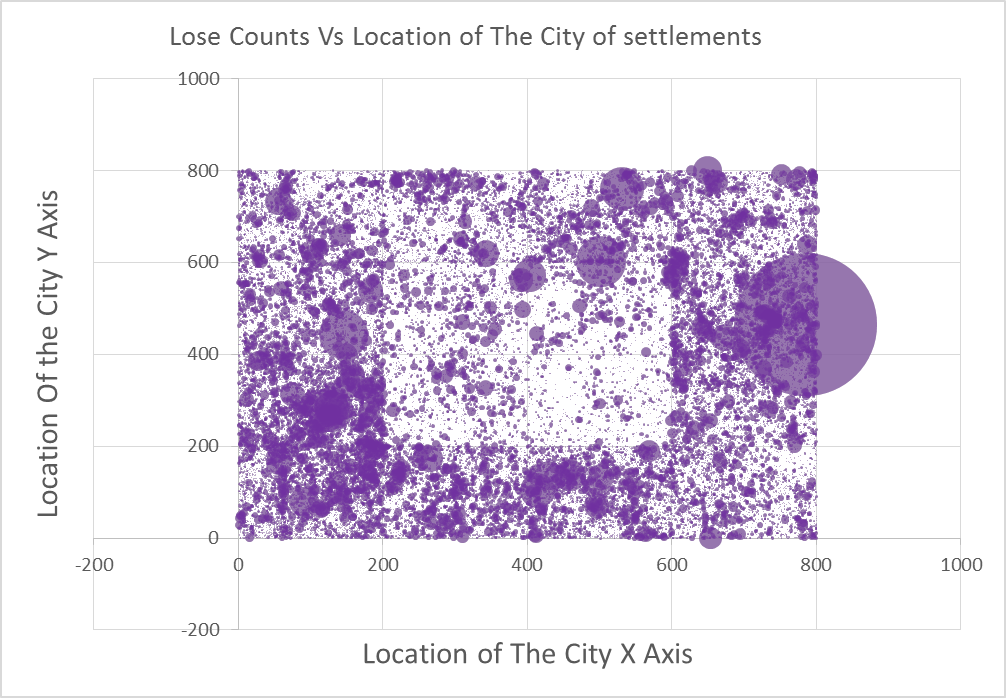 Lose Counts Vs Location of The City of settlements
1000
800
600
400
200
0
-200
-200 0 200 400 600 800 1000
Location Of the City Y Axis
Location of The City X Axis